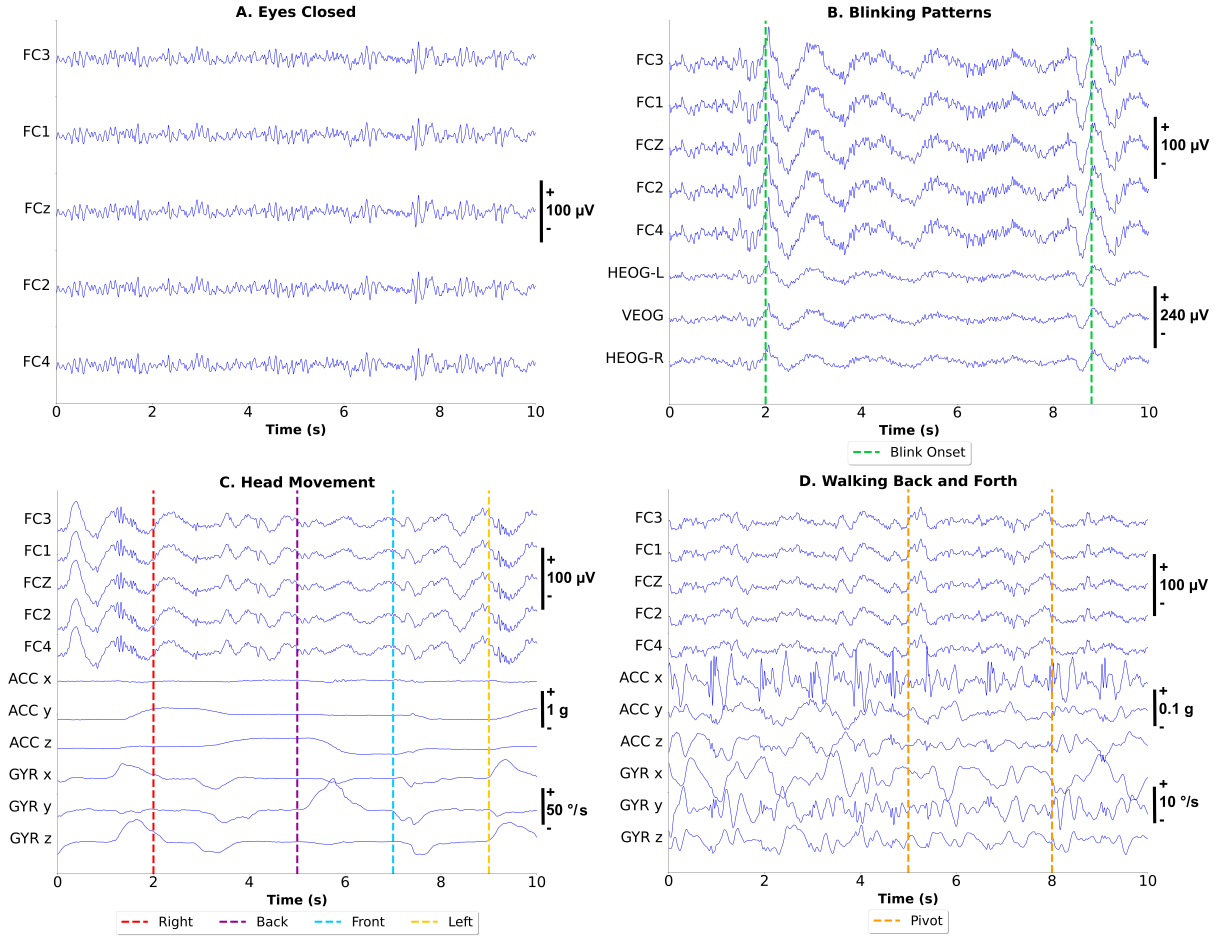 A. Eyes Closed
FC3
FC1
FCz
FC2
FC4
+
100 µV
-
0 2 4 6 8 10
Time (s)
B. Blinking Patterns
FC3
FC1
FCZ
FC2
FC4
HEOG-L
VEOG
HEOG-R
+
100 µV
-
+
240 µV
-
0 2 4 6 8 10
Time (s)
Blink Onset
C. Head Movement
FC3
FC1
FCZ
FC2
FC4
ACC x
ACC y
ACC z
GYR x
GYR y
GYR z
+
100 µV
-
+
1 g
-
+
50 °/s
-
0 2 4 6 8 10
Time (s)
Right Back Front Left
D. Walking Back and Forth
FC3
FC1
FCZ
FC2
FC4
ACC x
ACC y
ACC z
GYR x
GYR y
GYR z
+
100 µV
-
+
0.1 g
-
+
10 °/s
-
0 2 4 6 8 10
Time (s)
Pivot